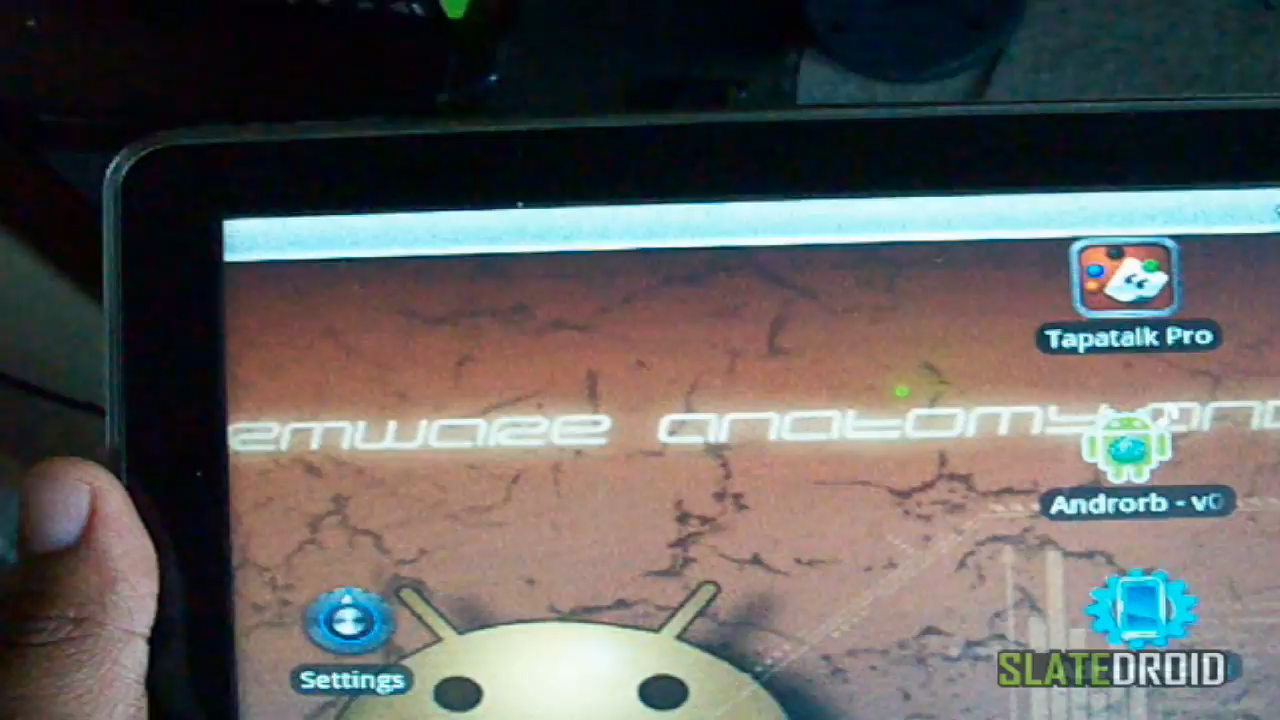 Tapatalk Pro
emware anatomy
Androrb - v0
Settings
SLATEDROID